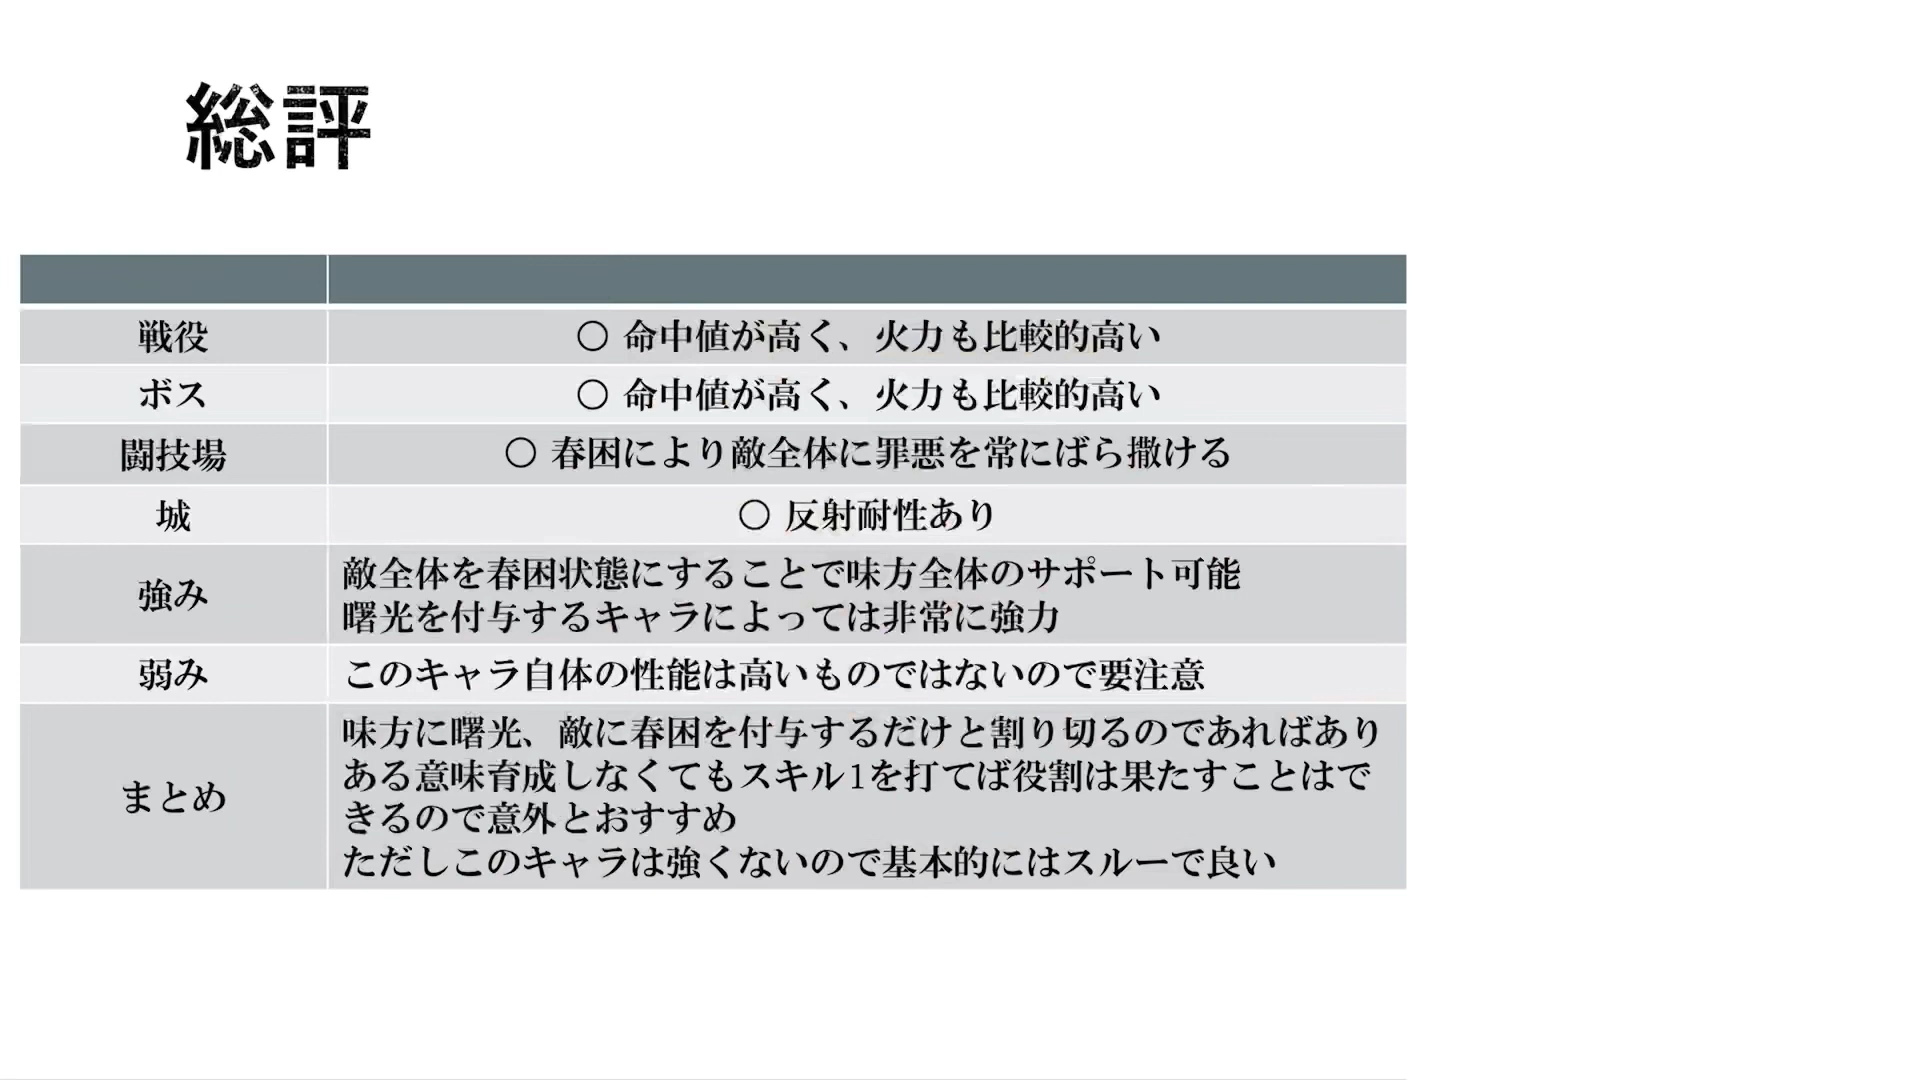 総評
戦役
〇 命中値が高く、火力も比較的高い
ボス
〇 命中値が高く、火力も比較的高い
闘技場
〇 春困により敵全体に罪悪を常にばら撒ける
城
〇 反射耐性あり
強み
敵全体を春困状態にすることで味方全体のサポート可能
曙光を付与するキャラによっては非常に強力
弱み
このキャラ自体の性能は高いものではないので要注意
まとめ
味方に曙光、敵に春困を付与するだけと割り切るのであればあり
ある意味育成しなくてもスキル1を打てば役割は果たすことはで
きるので意外とおすすめ
ただしこのキャラは強くないので基本的にはスルーで良い